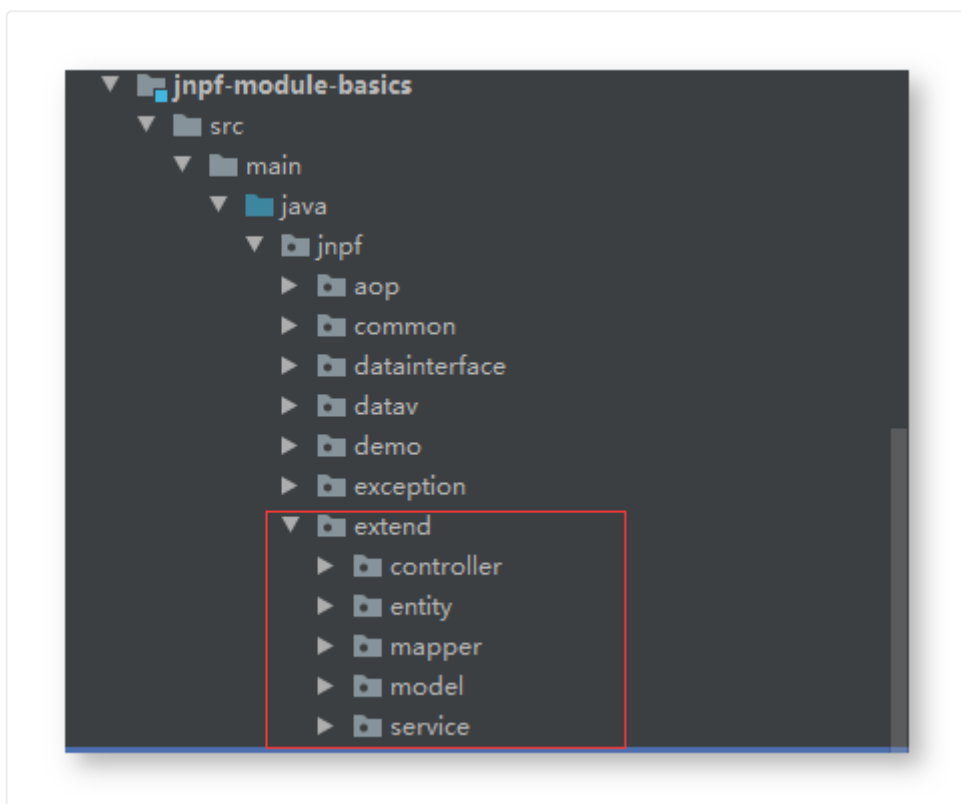 jnpf-module-basics
src
main
java
jnpf
aop
common
datainterface
datav
demo
exception
extend
controller
entity
mapper
model
service